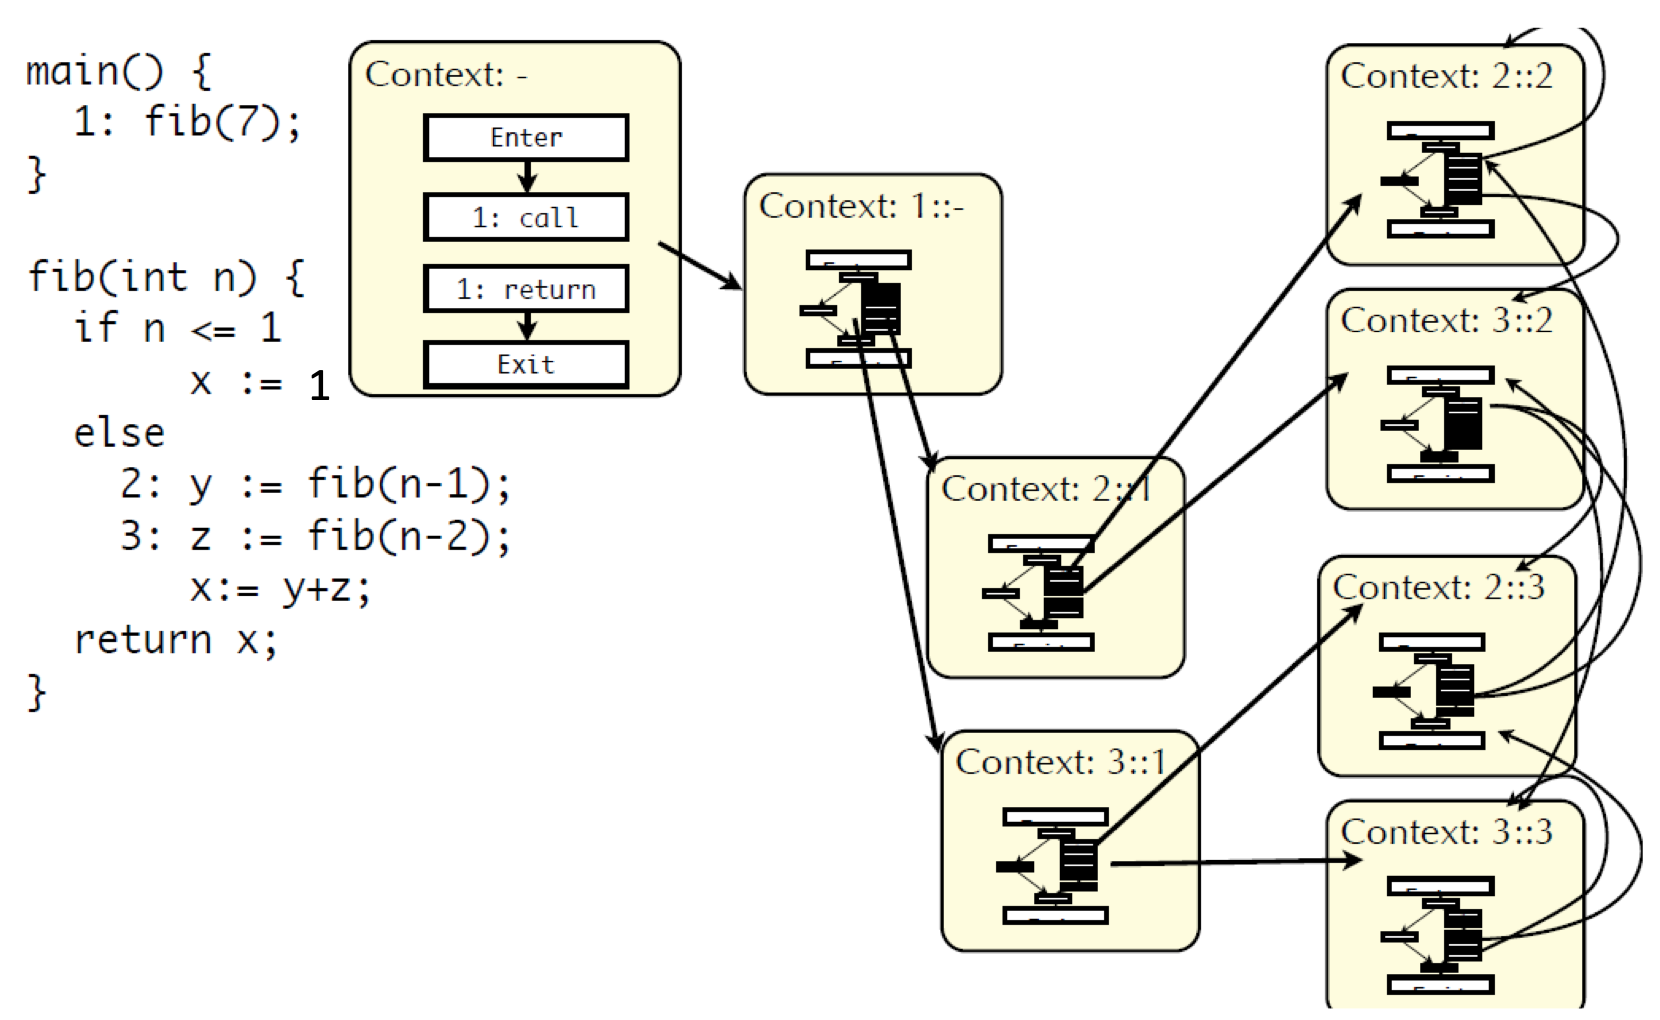 main() {
1: fib(7);
}
fib(int n) {
if n <= 1
x := 1
else
2: y := fib(n-1);
3: z := fib(n-2);
x:= y+z;
return x;
}
Context: -
Enter
1: call
1: return
Exit
Context: 1::-
Context: 2::1
Context: 3::1
Context: 2::2
Context: 3::2
Context: 2::3
Context: 3::3